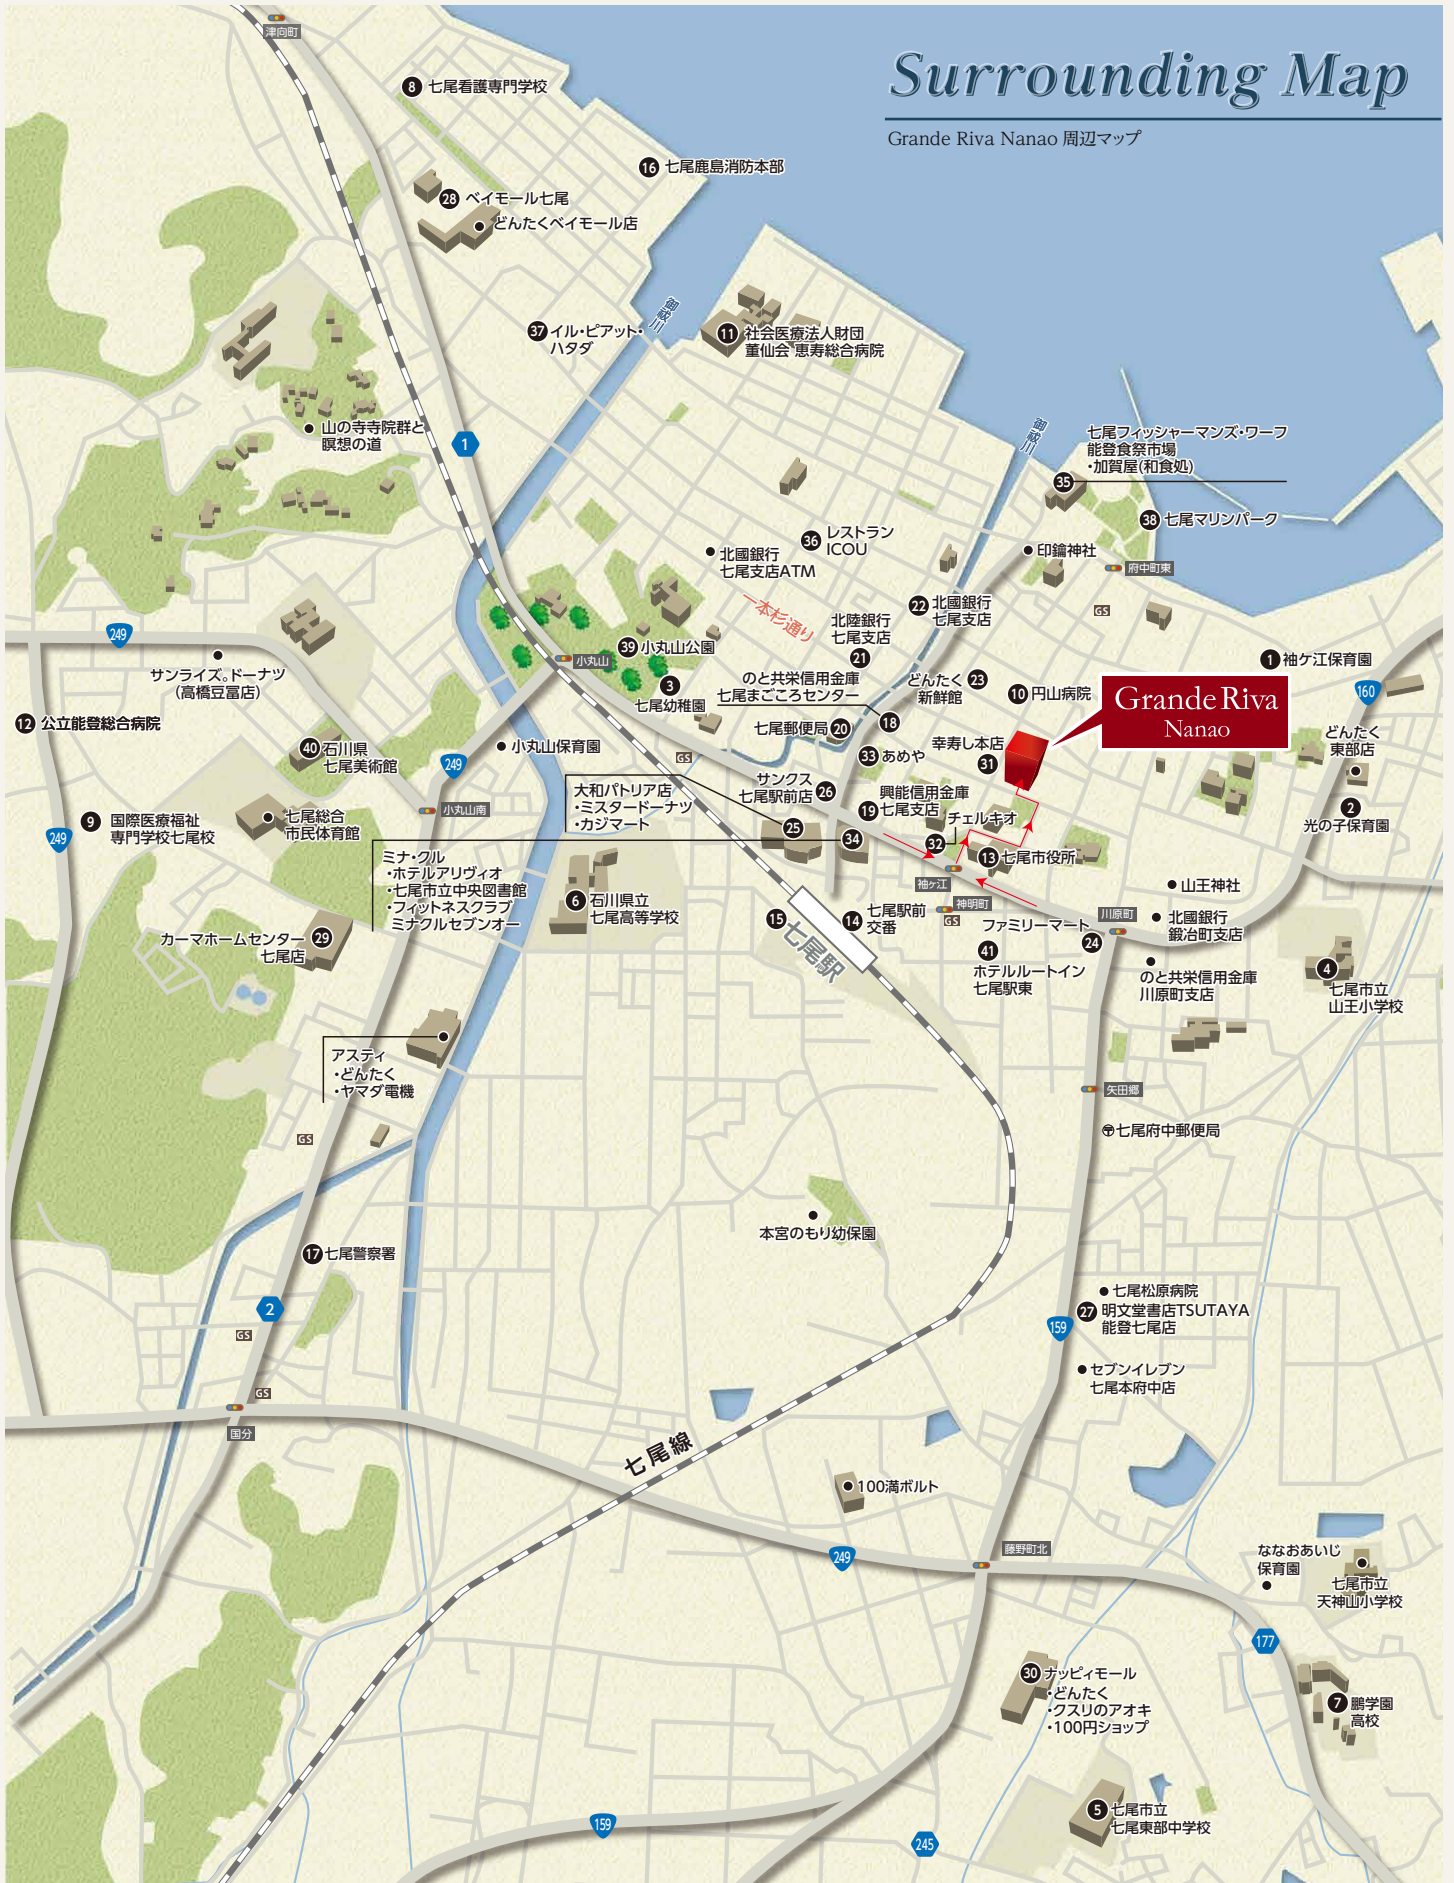 Surrounding Map
Grande Riva Nanao 周辺マップ
津向町
8 七尾看護専門学校
16 七尾鹿島消防本部
28 ベイモール七尾
どんたくベイモール店
御祓川
37 イル・ピアット・
ハタダ
11 社会医療法人財団
董仙会 恵寿総合病院
山の寺寺院群と
瞑想の道
1
御祓川
七尾フィッシャーマンズ・ワーフ
能登食祭市場
・加賀屋(和食処)
35
38 七尾マリンパーク
36 レストラン
ICOU
北國銀行
七尾支店ATM
印鑰神社
府中町東
GS
一本杉通り
22 北國銀行
七尾支店
北陸銀行
七尾支店
21
249
サンライズ。ドーナツ
(高橋豆冨店)
小丸山
39 小丸山公園
3
七尾幼稚園
のと共栄信用金庫
七尾まごころセンター
18
どんたく
新鮮館
23
10 円山病院
1 袖ケ江保育園
160
Grande Riva
Nanao
12 公立能登総合病院
40 石川県
七尾美術館
249
小丸山保育園
GS
七尾郵便局 20
33 あめや
幸寿し本店
31
どんたく
東部店
2
光の子保育園
サンクス
七尾駅前店
26
19 興能信用金庫
七尾支店
チェルキオ
32
大和パトリア店
・ミスタードーナツ
・カジマート
25
34
小丸山南
9 国際医療福祉
専門学校七尾校
249
七尾総合
市民体育館
ミナ・クル
・ホテルアリヴィオ
・七尾市立中央図書館
・フィットネスクラブ
ミナクルセブンオー
6 石川県立
七尾高等学校
13 七尾市役所
袖ケ江
神明町
GS
川原町
山王神社
北國銀行
鍛冶町支店
15
七尾駅
14 七尾駅前
交番
ファミリーマート
24
41
ホテルルートイン
七尾駅東
のと共栄信用金庫
川原町支店
4
七尾市立
山王小学校
カーマホームセンター
七尾店
29
アスティ
・どんたく
・ヤマダ電機
GS
矢田郷
七尾府中郵便局
本宮のもり幼保園
17 七尾警察署
2
GS
GS
国分
七尾松原病院
27 明文堂書店TSUTAYA
能登七尾店
159
セブンイレブン
七尾本府中店
七尾線
100満ボルト
249
藤野町北
ななおあいじ
保育園
七尾市立
天神山小学校
177
30 ナッピィモール
・どんたく
・クスリのアオキ
・100円ショップ
7 鵬学園
高校
5 七尾市立
七尾東部中学校
159
245